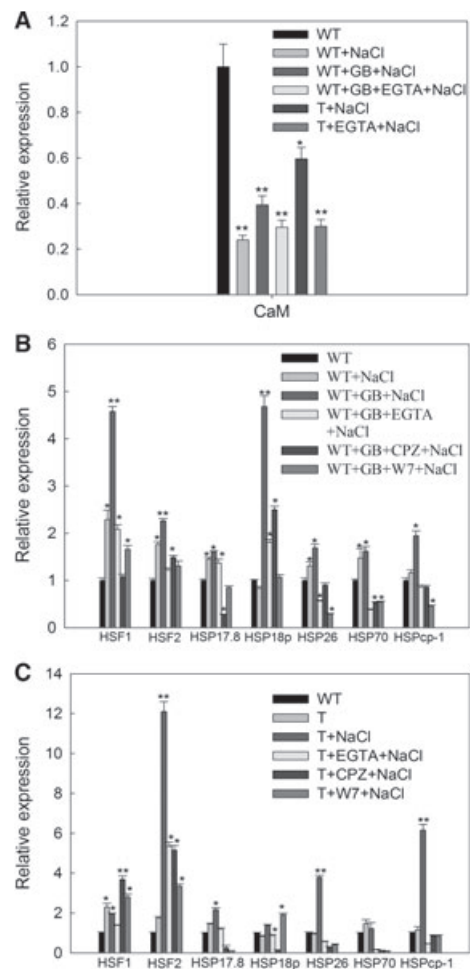 A
1.2
1.0
0.8
0.6
0.4
0.2
0.0
Relative expression
WT
WT+NaCl
WT+GB+NaCl
WT+GB+EGTA+NaCl
T+NaCl
T+EGTA+NaCl
**
**
**
*
**
CaM
B
6
5
4
3
2
1
0
Relative expression
WT
WT+NaCl
WT+GB+NaCl
WT+GB+EGTA
+NaCl
WT+GB+CPZ+NaCl
WT+GB+W7+NaCl
* ** * *
* ** *
* * * *
** * *
* * * *
* * **
* *
HSF1 HSF2 HSP17.8 HSP18p HSP26 HSP70 HSPcp-1
C
14
12
10
8
6
4
2
0
Relative expression
WT
T
T+NaCl
T+EGTA+NaCl
T+CPZ+NaCl
T+W7+NaCl
* * ** *
** * * *
*
* *
**
**
HSF1 HSF2 HSP17.8 HSP18p HSP26 HSP70 HSPcp-1